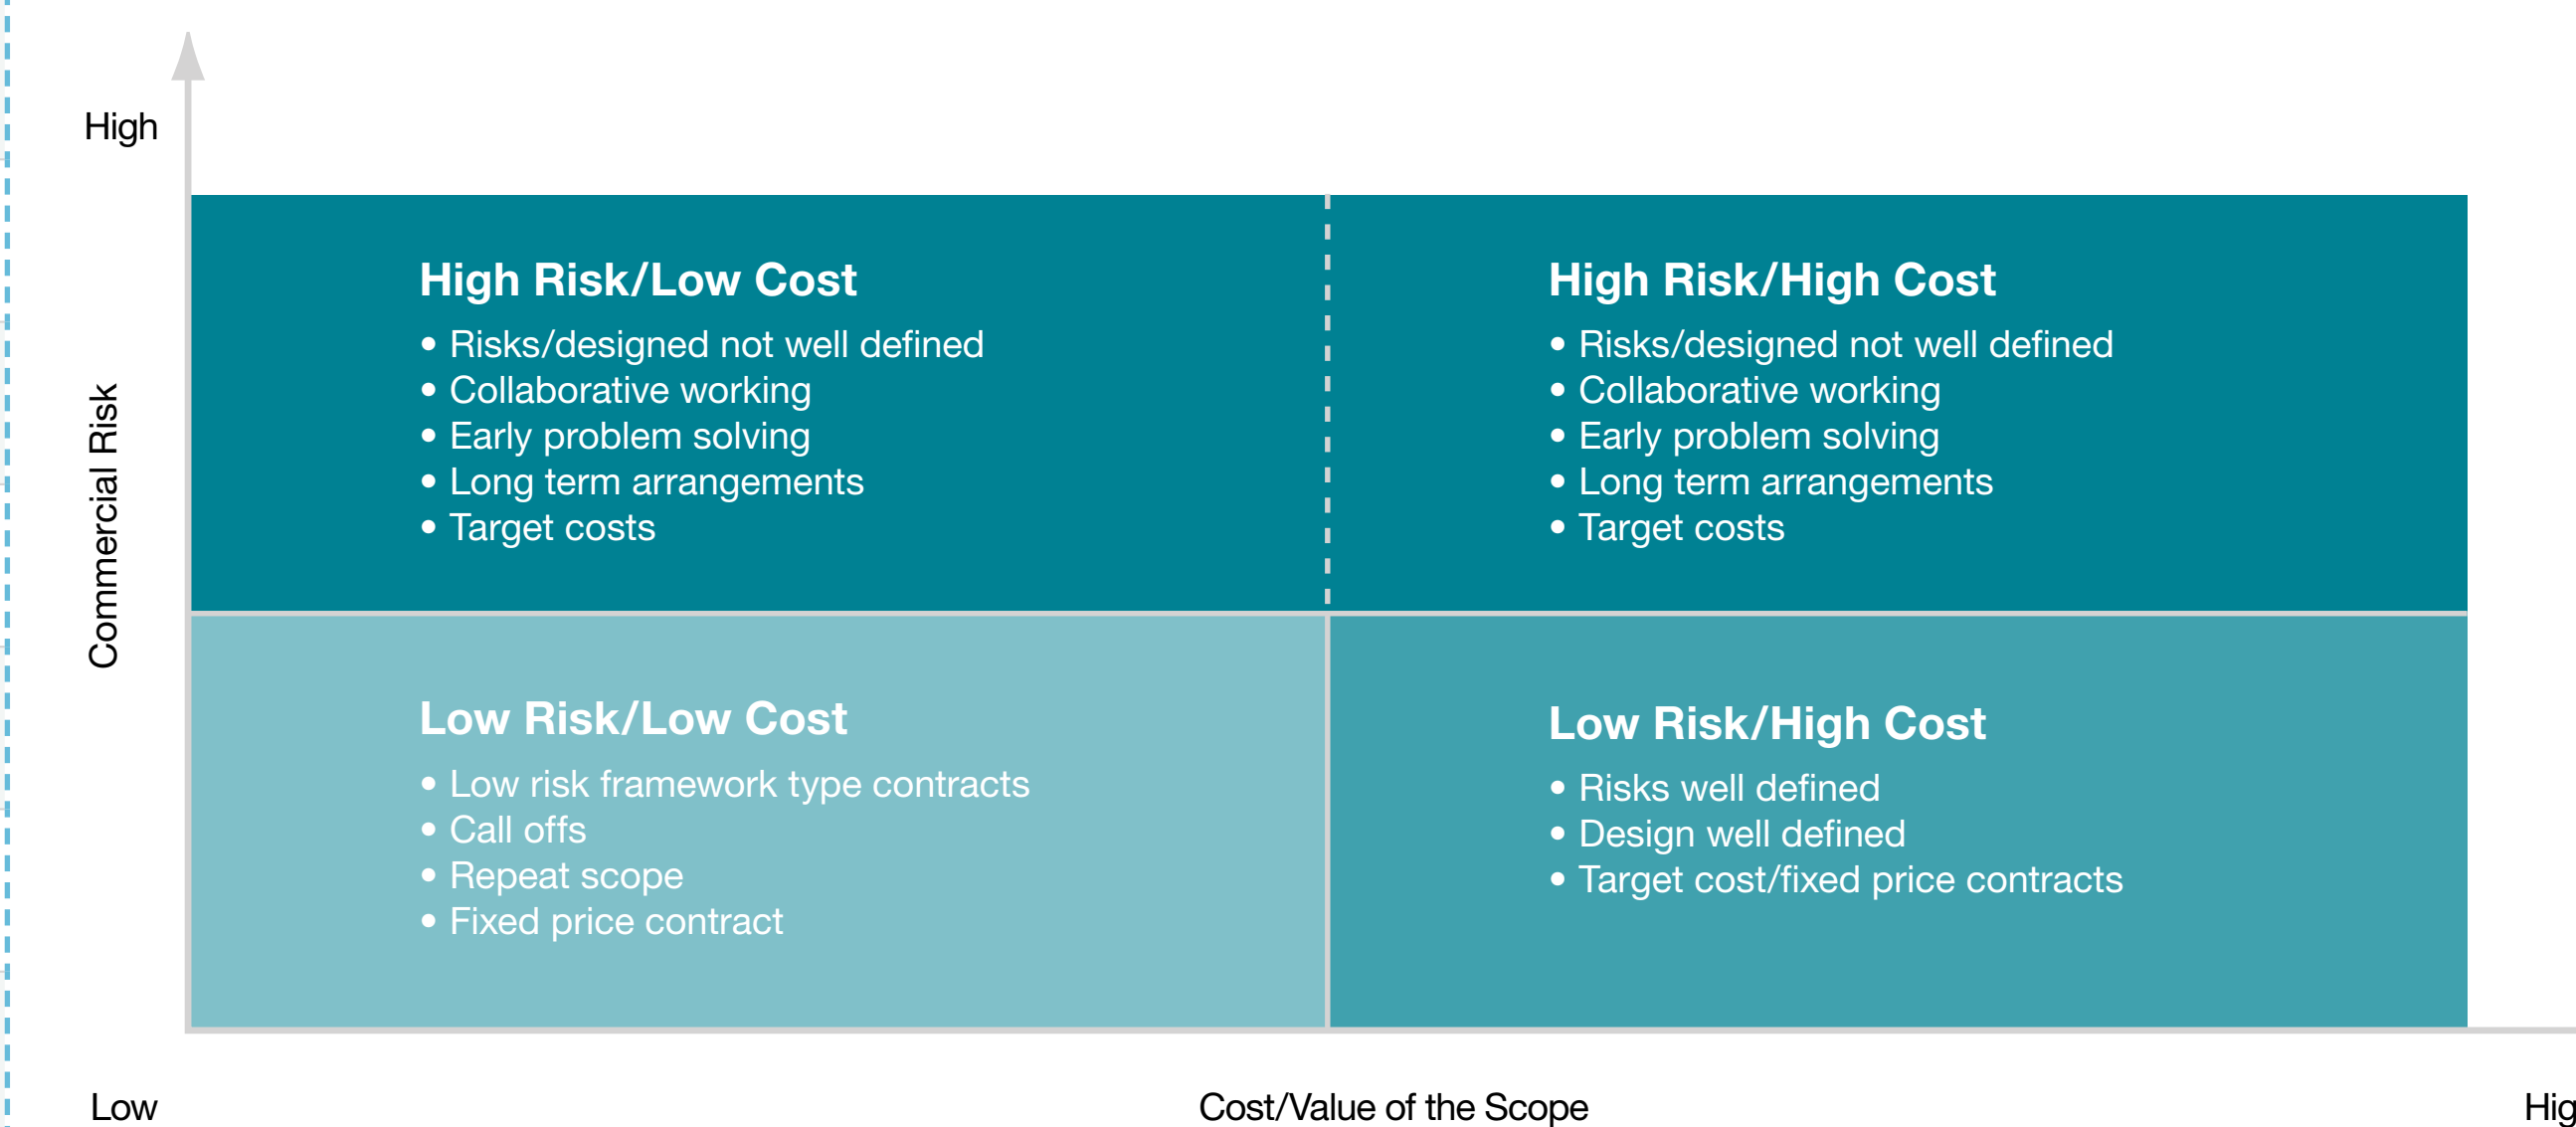 High
Commercial Risk
High Risk/Low Cost
• Risks/designed not well defined
• Collaborative working
• Early problem solving
• Long term arrangements
• Target costs
High Risk/High Cost
• Risks/designed not well defined
• Collaborative working
• Early problem solving
• Long term arrangements
• Target costs
Low Risk/Low Cost
• Low risk framework type contracts
• Call offs
• Repeat scope
• Fixed price contract
Low Risk/High Cost
• Risks well defined
• Design well defined
• Target cost/fixed price contracts
Low
Cost/Value of the Scope